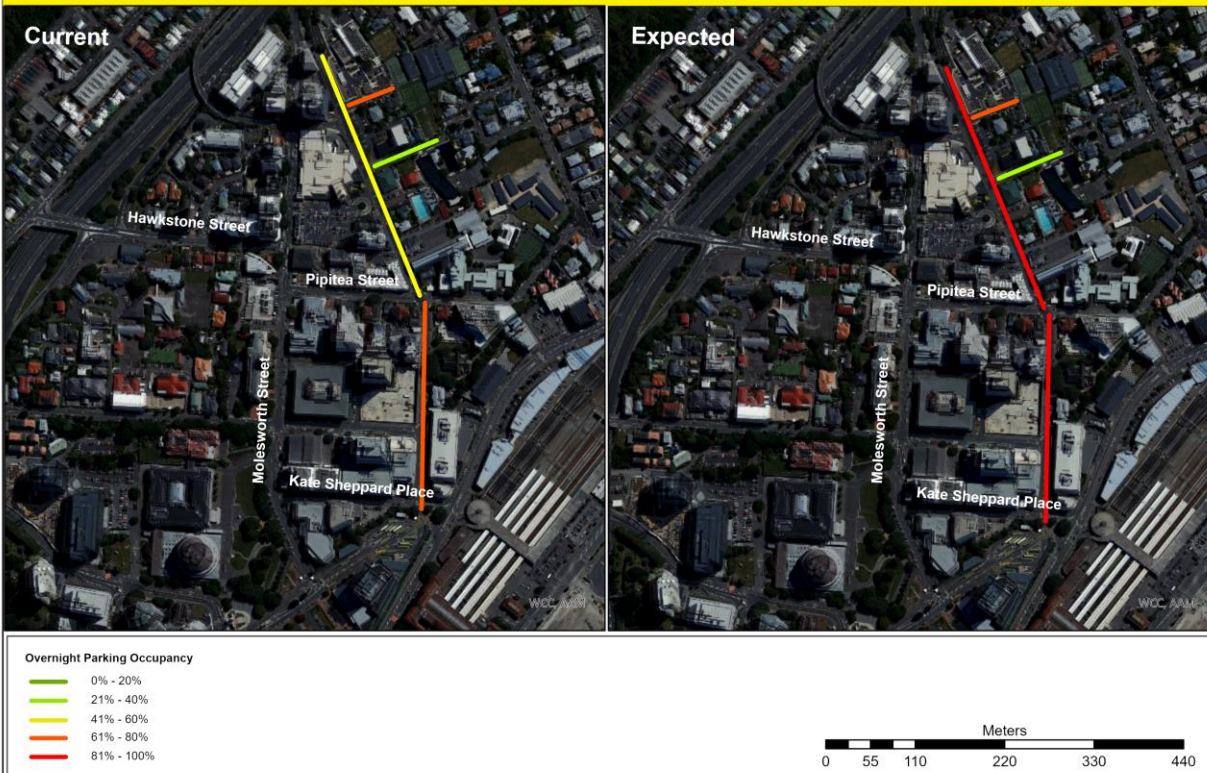 Current
Hawkstone Street
Pipitea Street
Molesworth Street
Kate Sheppard Place
WCC, AAM
Expected
Hawkstone Street
Pipitea Street
Molesworth Street
Kate Sheppard Place
WCC, AAM
Overnight Parking Occupancy
0% - 20%
21% - 40%
41% - 60%
61% - 80%
81% - 100%
Meters
0 55 110 220 330 440